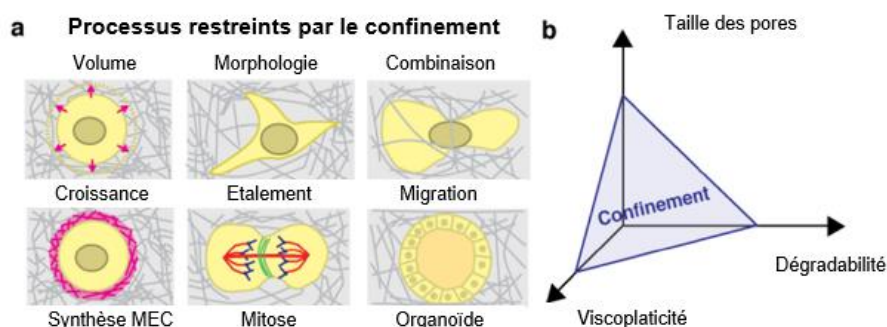 a Processus restreints par le confinement
Volume Morphologie Combinaison
Croissance Etalement Migration
Synthèse MEC Mitose Organoïde
b
Taille des pores
Confinement
Dégradabilité
Viscoplaticité